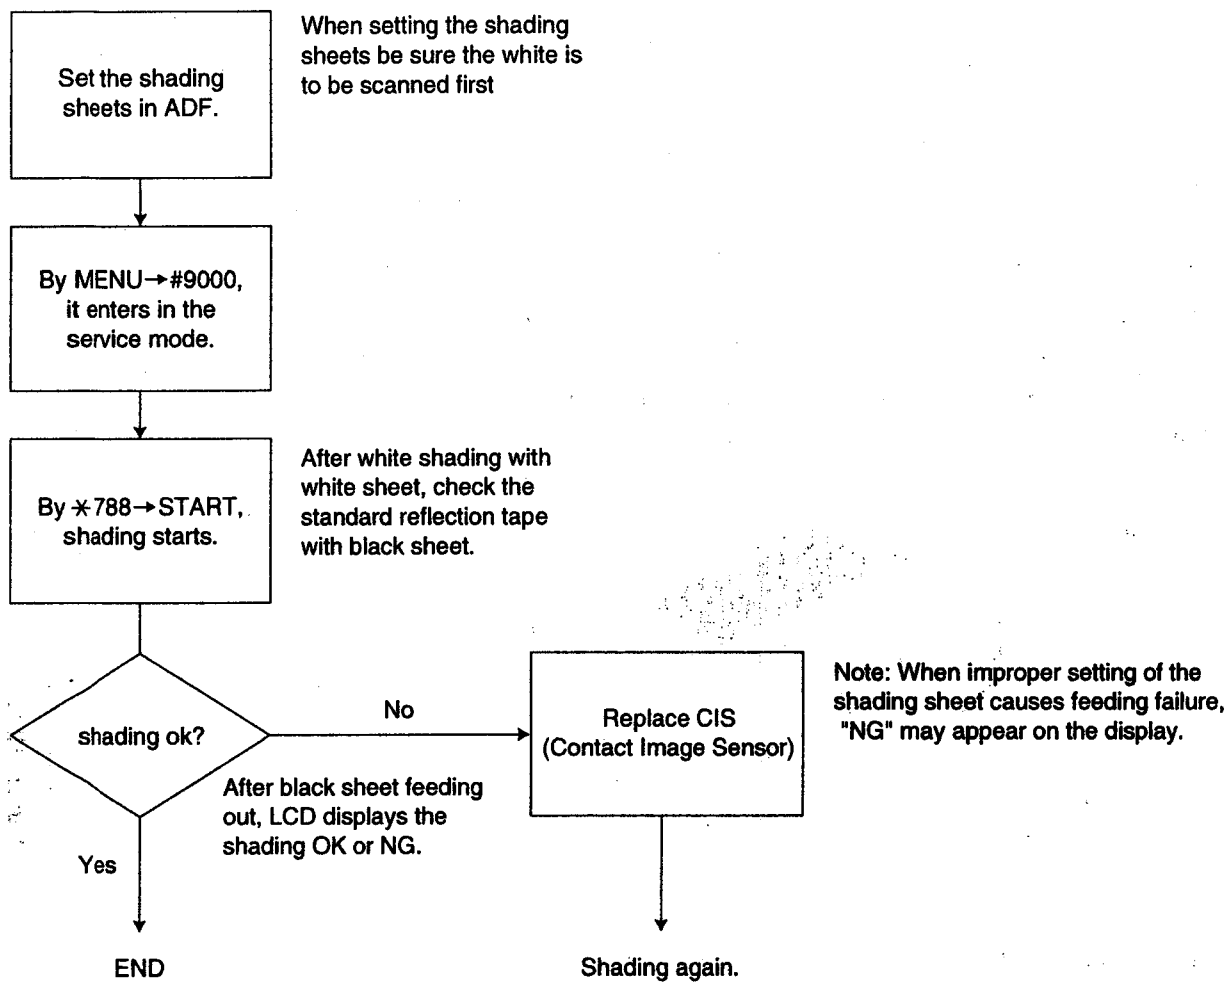 When setting the shading
sheets be sure the white is
to be scanned first
Set the shading
sheets in ADF.
By MENU→#9000,
it enters in the
service mode.
After white shading with
white sheet, check the
standard reflection tape
with black sheet.
By ✳788→START,
shading starts.
shading ok?
No
Replace CIS
(Contact Image Sensor)
Note: When improper setting of the
shading sheet causes feeding failure,
"NG" may appear on the display.
After black sheet feeding
out, LCD displays the
shading OK or NG.
Yes
END
Shading again.